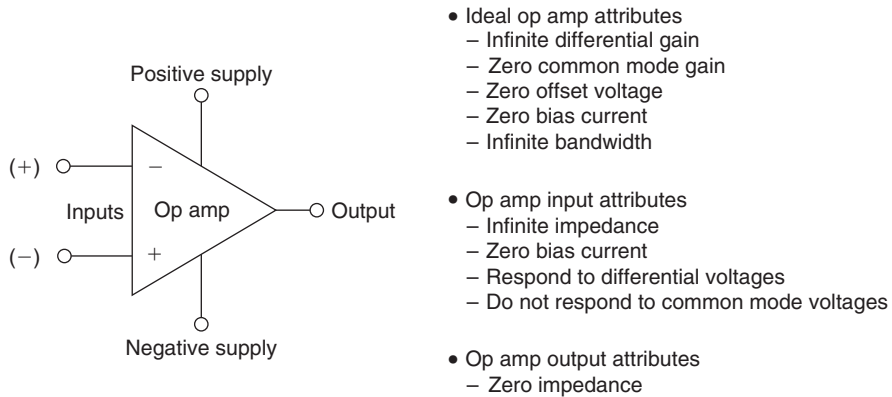 Positive supply
(+)
−
Inputs
Op amp
Output
(−)
+
Negative supply
• Ideal op amp attributes
– Infinite differential gain
– Zero common mode gain
– Zero offset voltage
– Zero bias current
– Infinite bandwidth
• Op amp input attributes
– Infinite impedance
– Zero bias current
– Respond to differential voltages
– Do not respond to common mode voltages
• Op amp output attributes
– Zero impedance